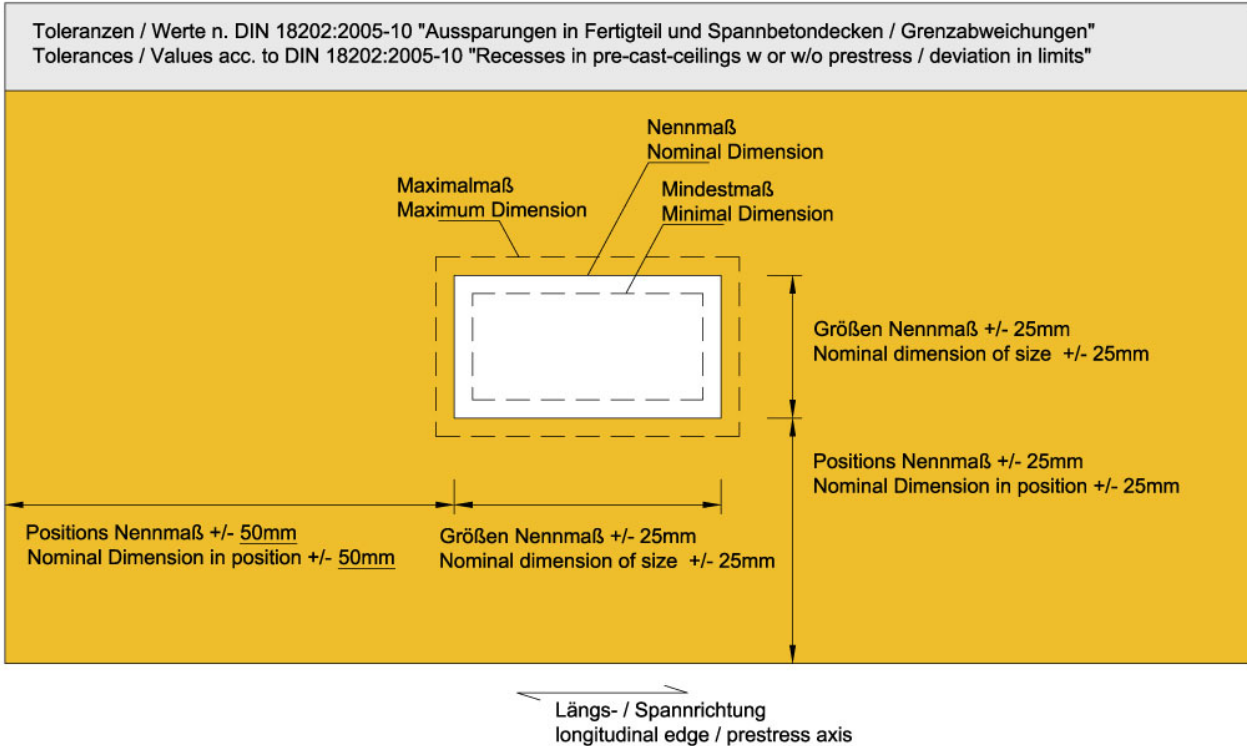 Toleranzen / Werte n. DIN 18202:2005-10 "Aussparungen in Fertigteil und Spannbetondecken / Grenzabweichungen"
Tolerances / Values acc. to DIN 18202:2005-10 "Recesses in pre-cast-ceilings w or w/o prestress / deviation in limits"
Nennmaß
Nominal Dimension
Maximalmaß
Maximum Dimension
Mindestmaß
Minimal Dimension
Größen Nennmaß +/- 25mm
Nominal dimension of size +/- 25mm
Positions Nennmaß +/- 25mm
Nominal Dimension in position +/- 25mm
Positions Nennmaß +/- 50mm
Nominal Dimension in position +/- 50mm
Größen Nennmaß +/- 25mm
Nominal dimension of size +/- 25mm
Längs- / Spannrichtung
longitudinal edge / prestress axis